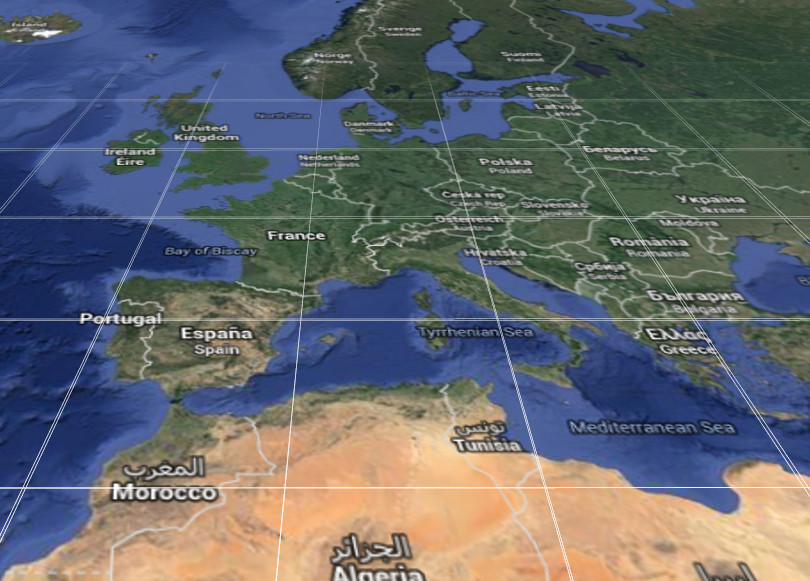 Ísland
Iceland
Sverige
Sweden
Norge
Norway
Suomi
Finland
Eesti
Estonia
Baltic Sea
Latvija
Latvia
North Sea
Danmark
Denmark
United
Kingdom
Ireland
Éire
Nederland
Netherlands
Polska
Poland
Беларусь
Belarus
Česká rep
Czech Rep
Slovensko
Slovakia
Україна
Ukraine
Österreich
Austria
Moldova
France
Bay of Biscay
Hrvatska
Croatia
România
Romania
Србија
Serbia
България
Bulgaria
Portugal
España
Spain
Tyrrhenian Sea
Ελλάς
Greece
تونس
Tunisia
Mediterranean Sea
المغرب
Morocco
الجزائر
Algeria